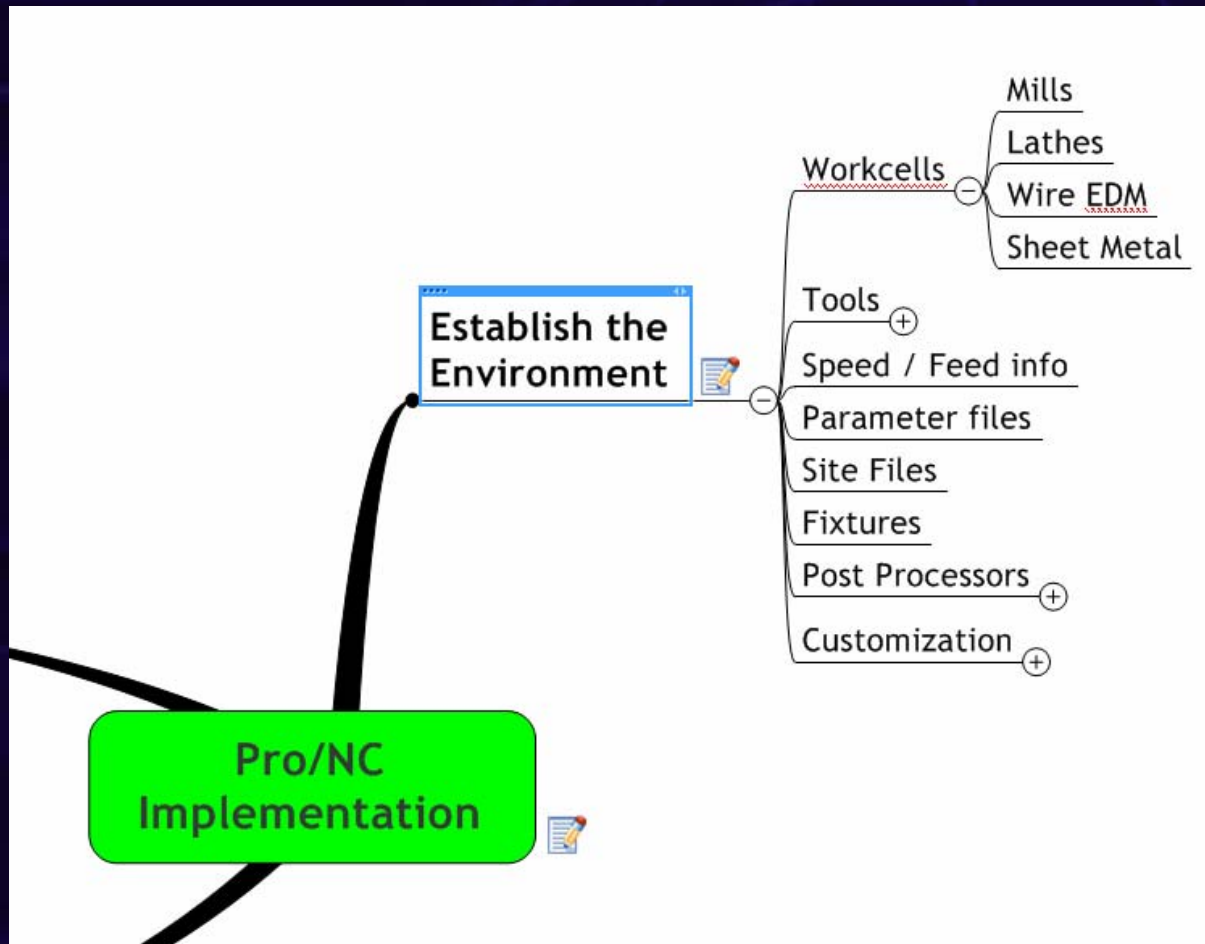 Mills
Lathes
Workcells
Wire EDM
Sheet Metal
Tools
Establish the
Environment
Speed / Feed info
Parameter files
Site Files
Fixtures
Post Processors
Customization
Pro/NC
Implementation